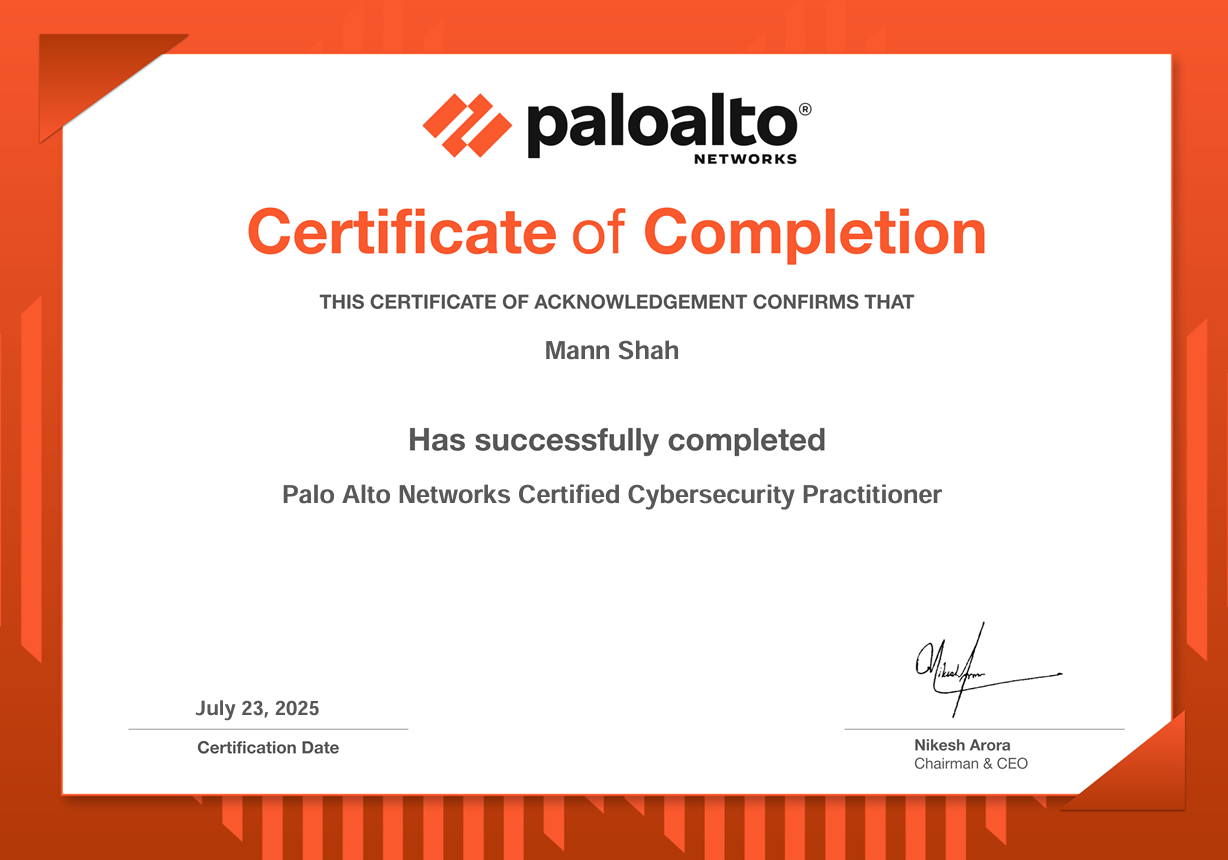 paloalto®
NETWORKS
Certificate of Completion
THIS CERTIFICATE OF ACKNOWLEDGEMENT CONFIRMS THAT
Mann Shah
Has successfully completed
Palo Alto Networks Certified Cybersecurity Practitioner
Nikesh Arora
July 23, 2025
Certification Date
Nikesh Arora
Chairman & CEO